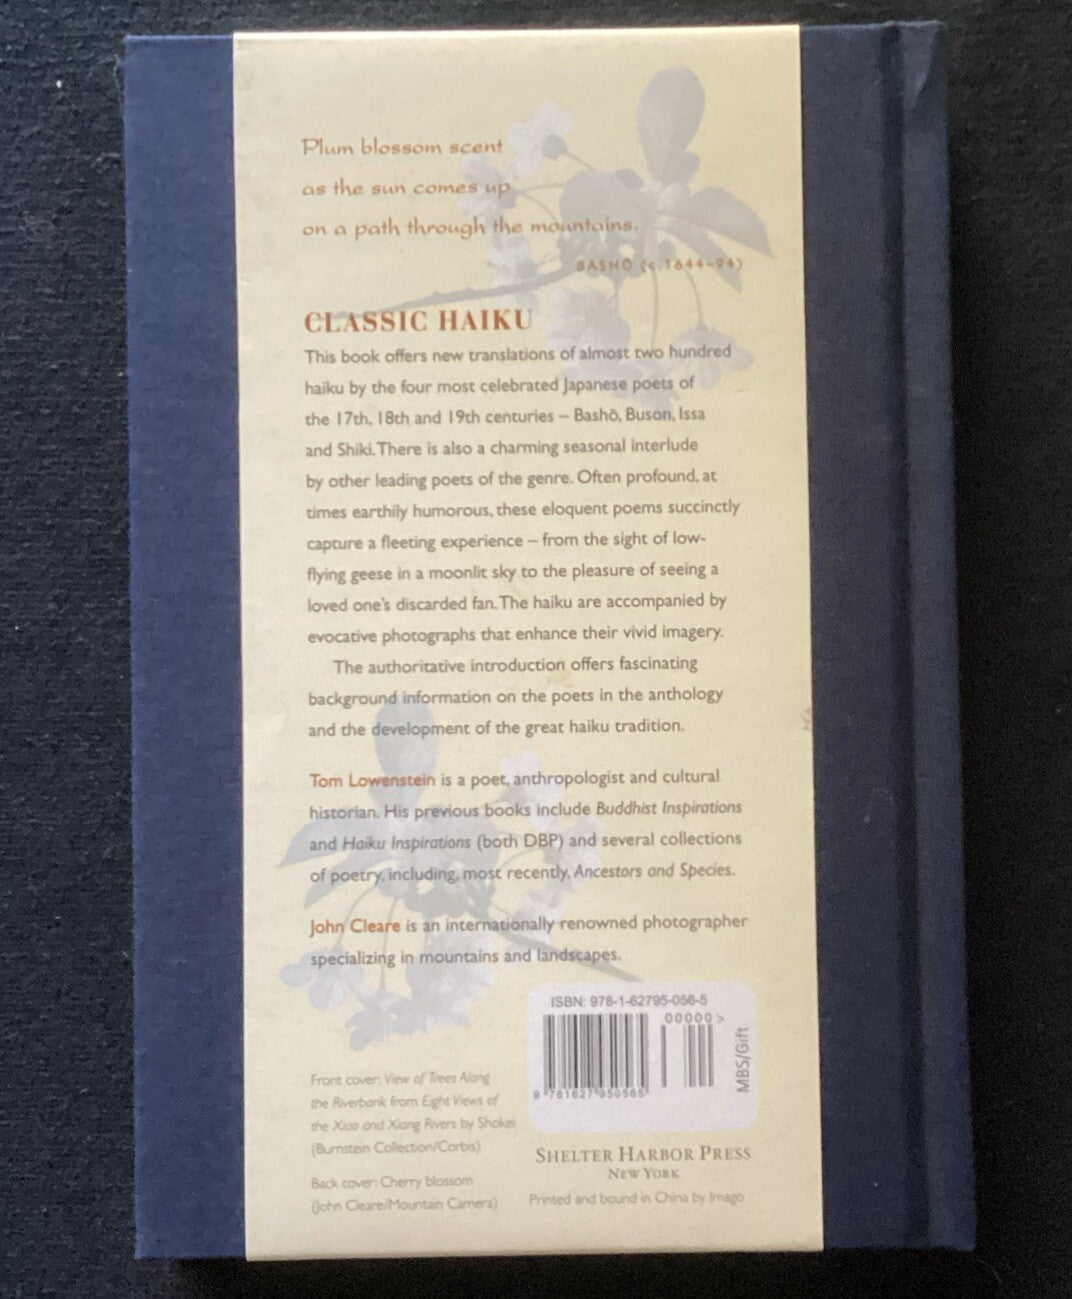 Plum blossom scent
as the sun comes up
on a path through the mountains.
BASHŌ (c.1644–94)
CLASSIC HAIKU
This book offers new translations of almost two hundred
haiku by the four most celebrated Japanese poets of
the 17th, 18th and 19th centuries – Bashō, Buson, Issa
and Shiki. There is also a charming seasonal interlude
by other leading poets of the genre. Often profound, at
times earthily humorous, these eloquent poems succinctly
capture a fleeting experience – from the sight of low-
flying geese in a moonlit sky to the pleasure of seeing a
loved one's discarded fan. The haiku are accompanied by
evocative photographs that enhance their vivid imagery.
The authoritative introduction offers fascinating
background information on the poets in the anthology
and the development of the great haiku tradition.
Tom Lowenstein is a poet, anthropologist and cultural
historian. His previous books include Buddhist Inspirations
and Haiku Inspirations (both DBP) and several collections
of poetry, including, most recently, Ancestors and Species.
John Cleare is an internationally renowned photographer
specializing in mountains and landscapes.
ISBN: 978-1-62795-056-5
00000>
9 781627 950565
MBS/Gift
Front cover: View of Trees Along
the Riverbank from Eight Views of
the Xiao and Xiang Rivers by Shokei
(Burnstein Collection/Corbis)
Back cover: Cherry blossom
(John Cleare/Mountain Camera)
SHELTER HARBOR PRESS
NEW YORK
Printed and bound in China by Imago